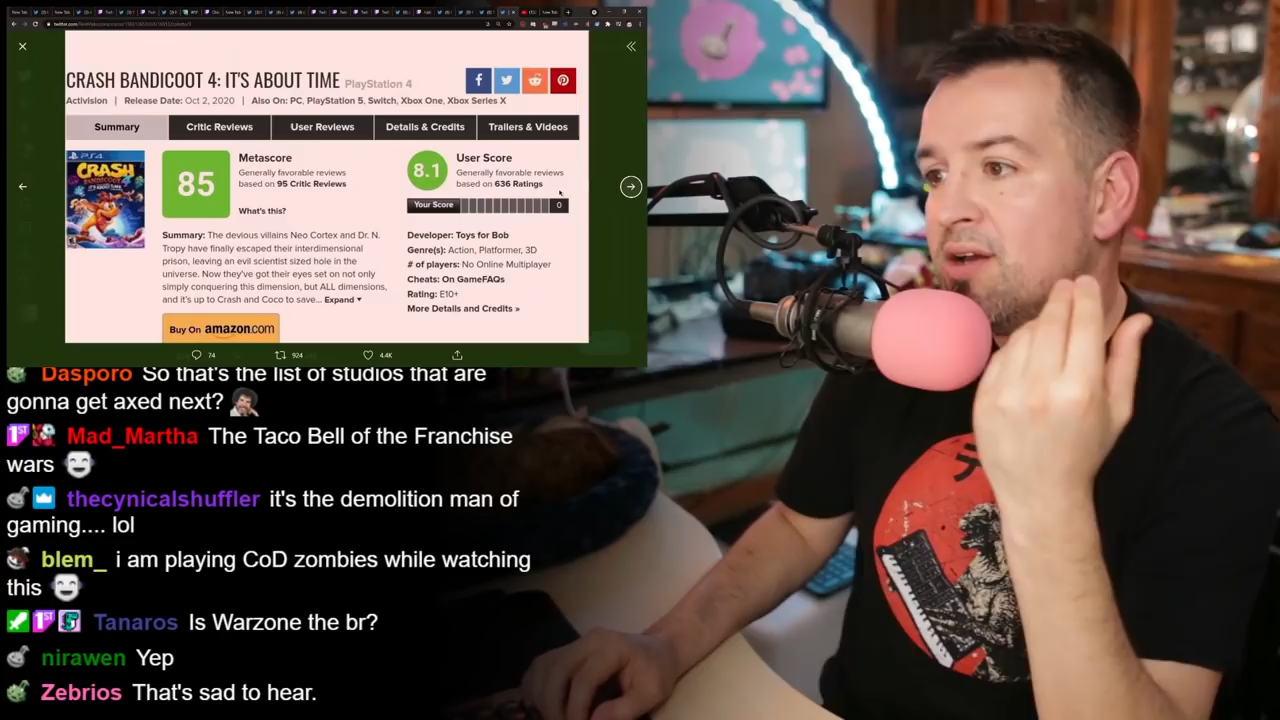 CRASH BANDICOOT 4: IT'S ABOUT TIME PlayStation 4
Activision | Release Date: Oct 2, 2020 | Also On: PC, PlayStation 5, Switch, Xbox One, Xbox Series X
Summary Critic Reviews User Reviews Details & Credits Trailers & Videos
PS4
CRASH
BANDICOOT
85
Metascore
Generally favorable reviews
based on 95 Critic Reviews
What's this?
8.1
User Score
Generally favorable reviews
based on 636 Ratings
Your Score 0
Summary: The devious villains Neo Cortex and Dr. N.
Tropy have finally escaped their interdimensional
prison, leaving an evil scientist sized hole in the
universe. Now they've got their eyes set on not only
simply conquering this dimension, but ALL dimensions,
and it's up to Crash and Coco to save... Expand
Buy On amazon.com
Developer: Toys for Bob
Genre(s): Action, Platformer, 3D
# of players: No Online Multiplayer
Cheats: On GameFAQs
Rating: E10+
More Details and Credits »
74 924 4.4K
Dasporo So that's the list of studios that are
gonna get axed next?
1ST Mad_Martha The Taco Bell of the Franchise
wars
thecynicalshuffler it's the demolition man of
gaming.... lol
blem_ i am playing CoD zombies while watching
this
1ST Tanaros Is Warzone the br?
nirawen Yep
Zebrios That's sad to hear.